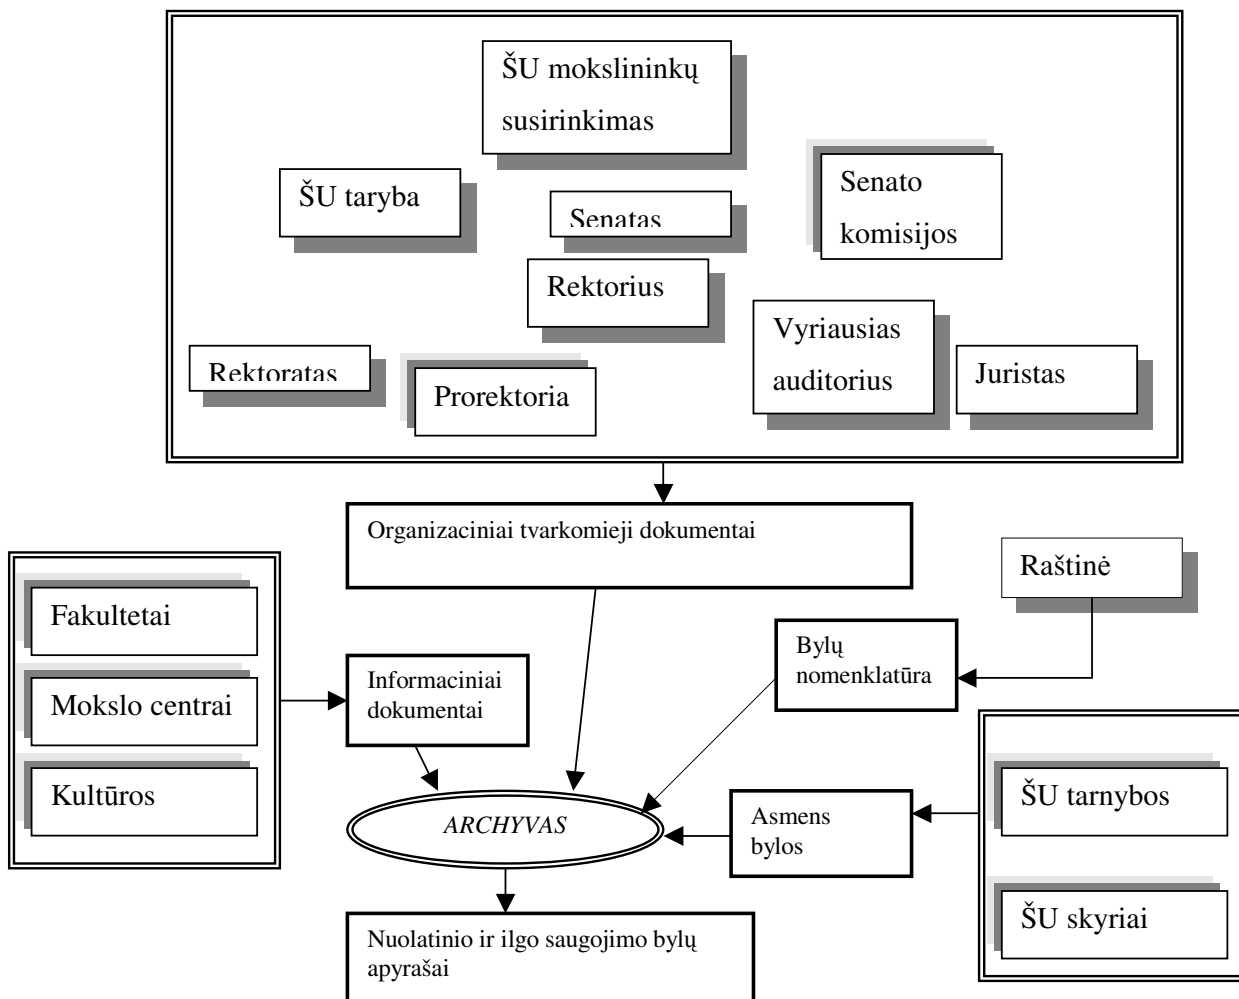 ŠU mokslininkų
susirinkimas
ŠU taryba
Senatas
Senato
komisijos
Rektorius
Vyriausias
auditorius
Rektoratas
Prorektoria
Juristas
Organizaciniai tvarkomieji dokumentai
Raštinė
Fakultetai
Mokslo centrai
Kultūros
Informaciniai
dokumentai
Bylų
nomenklatūra
ARCHYVAS
Asmens
bylos
ŠU tarnybos
ŠU skyriai
Nuolatinio ir ilgo saugojimo bylų
apyrašai